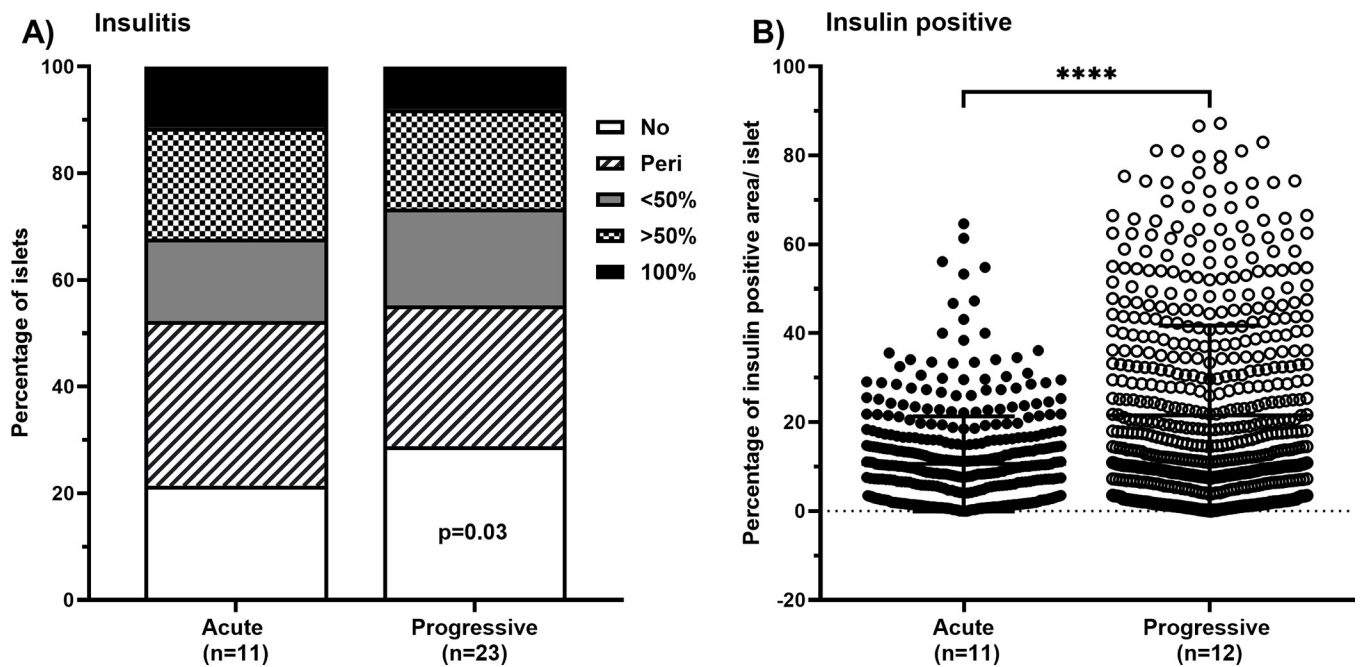 A) Insulitis
Percentage of islets
100
80
60
40
20
0
p=0.03
Acute
(n=11)
Progressive
(n=23)
No
Peri
<50%
>50%
100%
B) Insulin positive
Percentage of insulin positive area/ islet
100
80
60
40
20
0
-20
****
Acute
(n=11)
Progressive
(n=12)